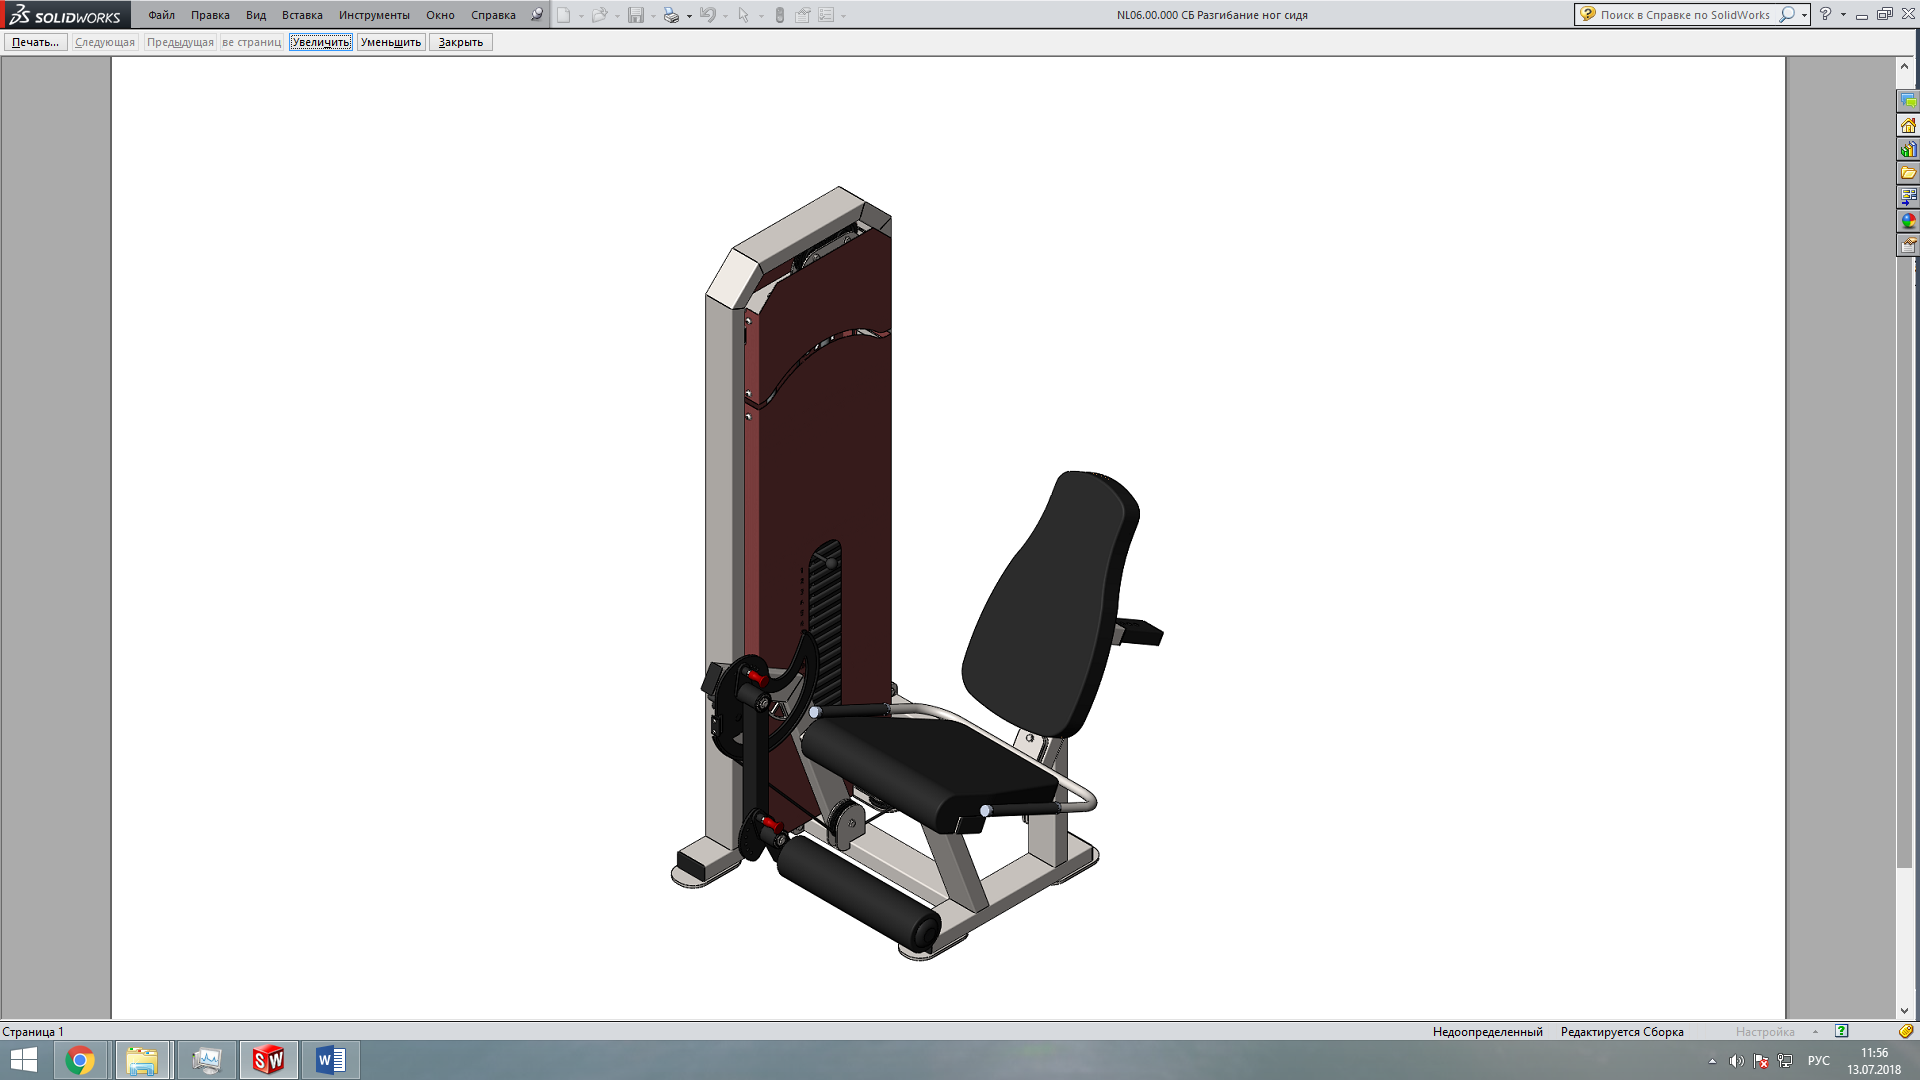 SOLIDWORKS Файл Правка Вид Вставка Инструменты Окно Справка NL06.00.000 СБ Разгибание ног сидя Поиск в Справке по SolidWorks
Печать... Следующая Предыдущая ве страниц Увеличить Уменьшить Закрыть
Страница 1 Недоопределенный Редактируется Сборка Настройка
РУС 11:56
13.07.2018